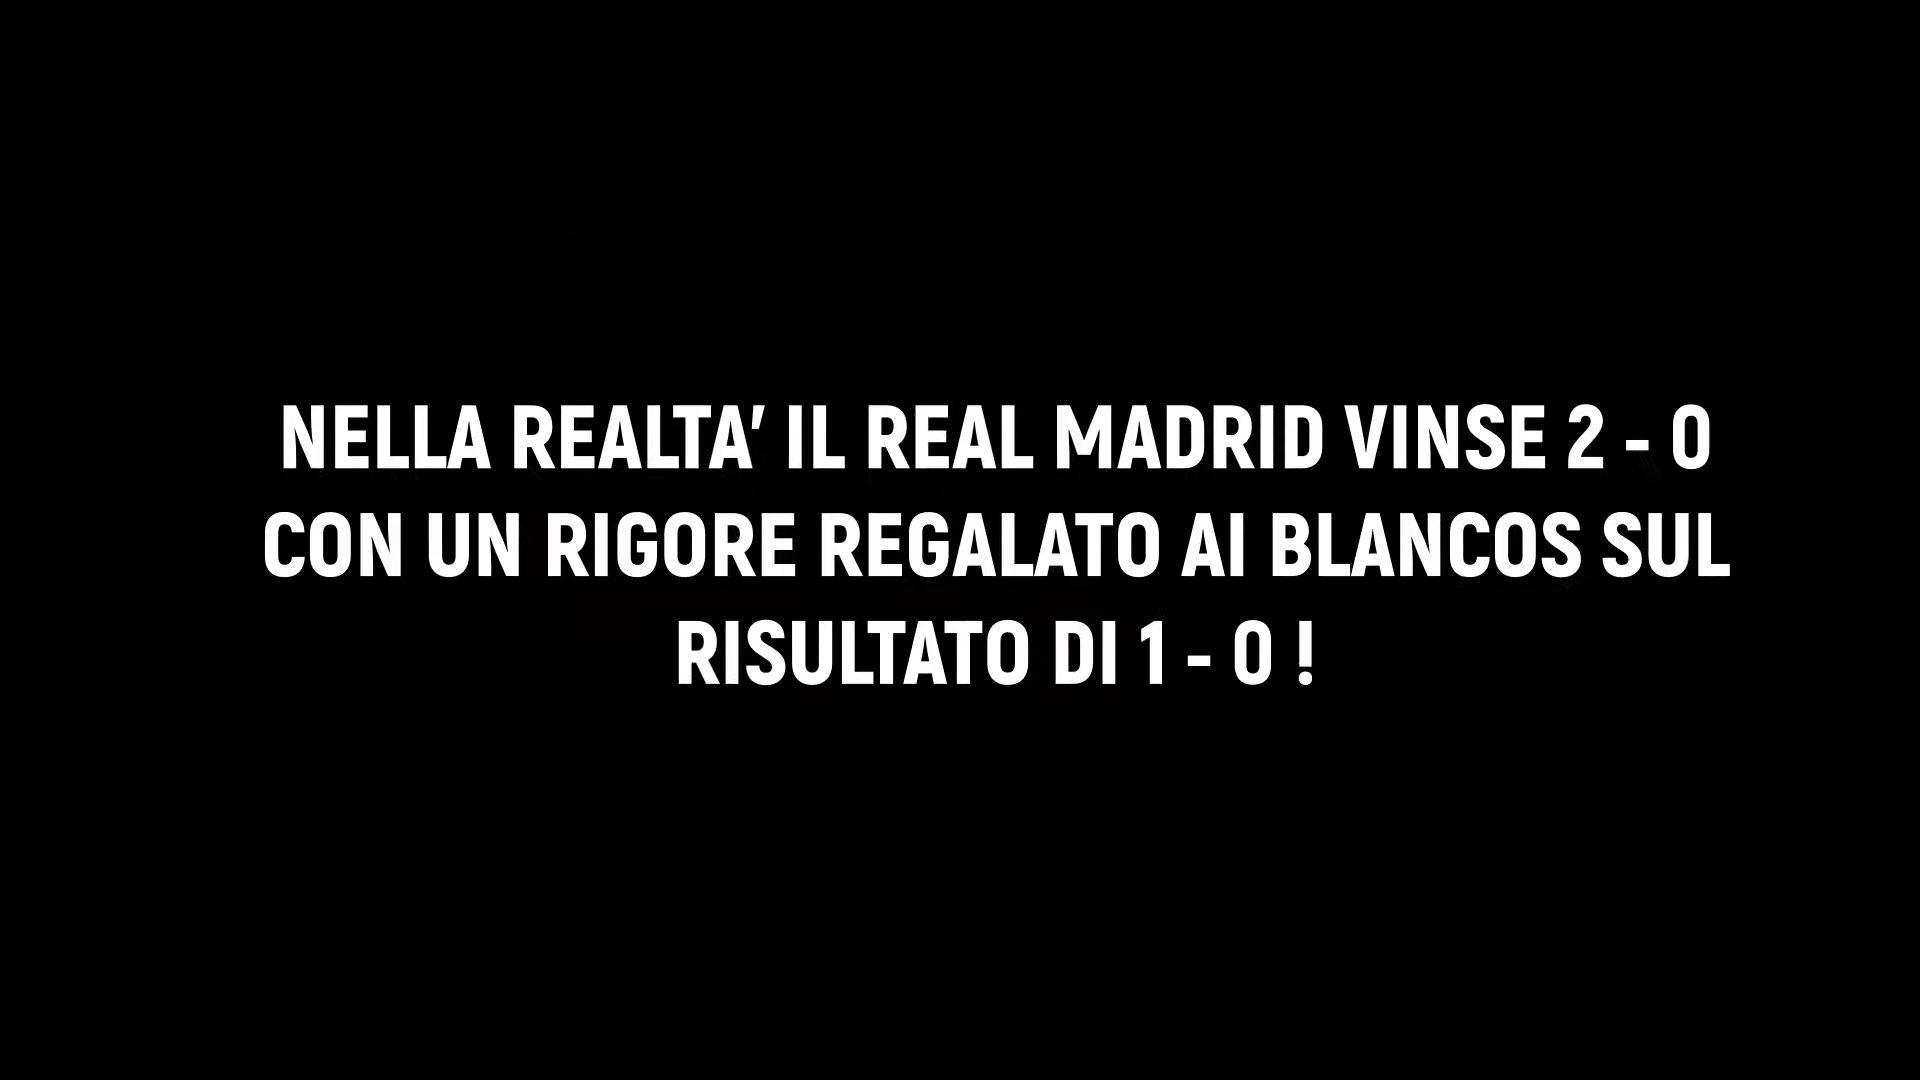 NELLA REALTA’ IL REAL MADRID VINSE 2 - 0
CON UN RIGORE REGALATO AI BLANCOS SUL
RISULTATO DI 1 - 0 !